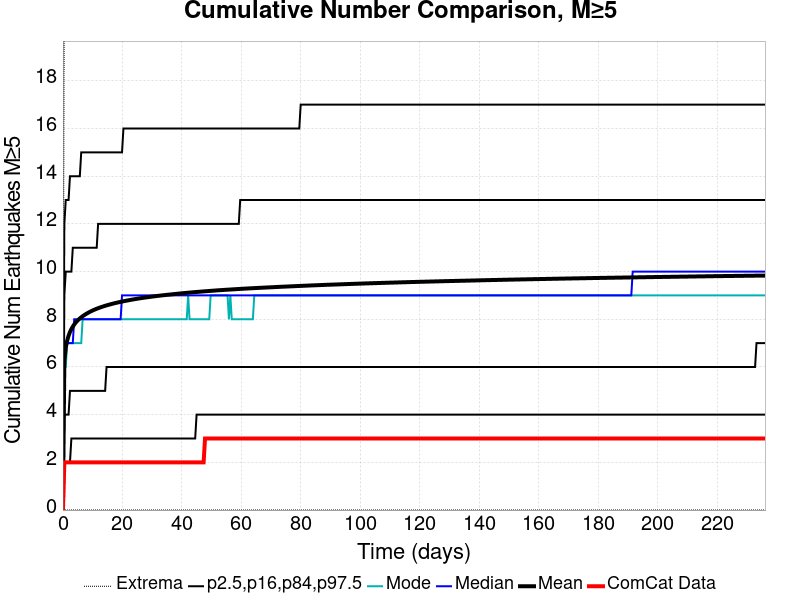 Cumulative Number Comparison, M≥5
Cumulative Num Earthquakes M≥5
18
16
14
12
10
8
6
4
2
0
0 20 40 60 80 100 120 140 160 180 200 220
Time (days)
Extrema p2.5,p16,p84,p97.5 Mode Median Mean ComCat Data